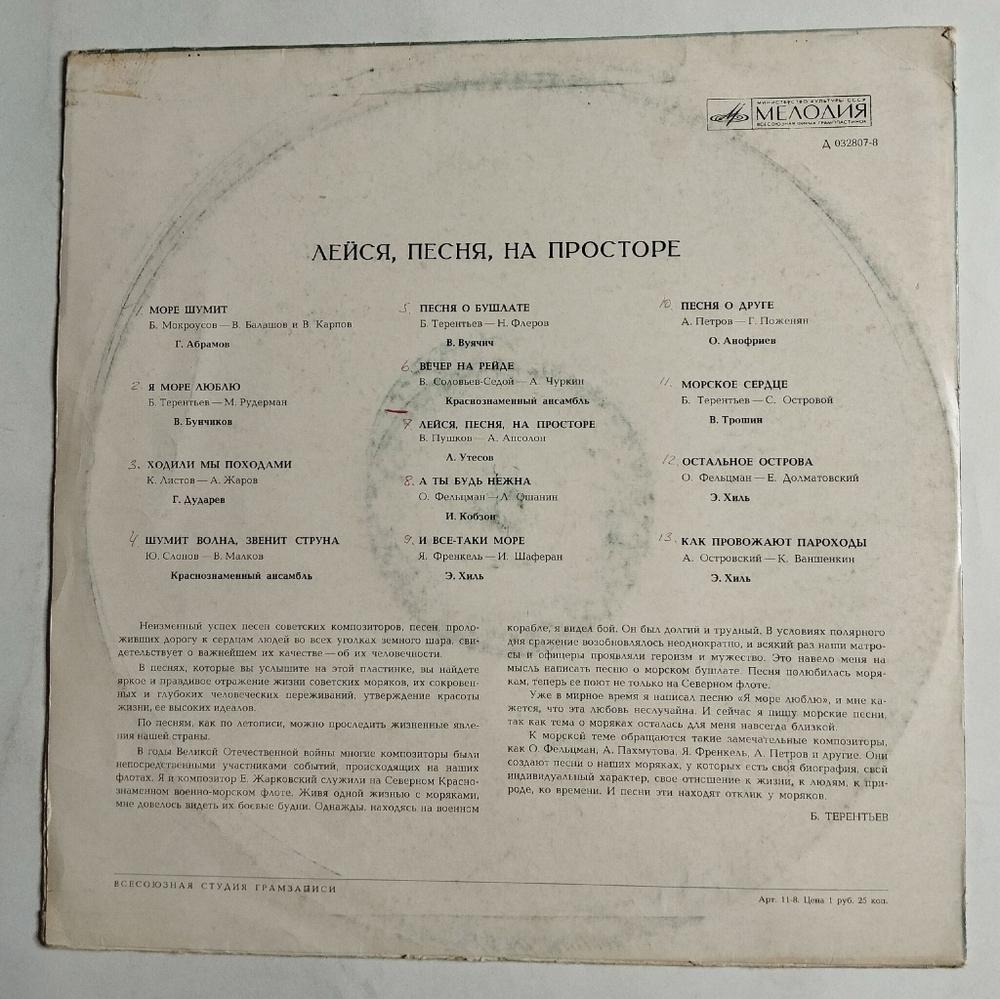 МИНИСТЕРСТВО КУЛЬТУРЫ СССР
МЕЛОДИЯ
ВСЕСОЮЗНАЯ ФИРМА ГРАМПЛАСТИНОК
Д 032807-8
ЛЕЙСЯ, ПЕСНЯ, НА ПРОСТОРЕ
1. МОРЕ ШУМИТ
Б. Мокроусов — В. Балашов и В. Карпов
Г. Абрамов
2. Я МОРЕ ЛЮБЛЮ
Б. Терентьев — М. Рудерман
В. Бунчиков
3. ХОДИЛИ МЫ ПОХОДАМИ
К. Листов — А. Жаров
Г. Дударев
4. ШУМИТ ВОЛНА, ЗВЕНИТ СТРУНА
Ю. Слонов — В. Малков
Краснознаменный ансамбль
5. ПЕСНЯ О БУШЛАТЕ
Б. Терентьев — Н. Флеров
В. Вуячич
6. ВЕЧЕР НА РЕЙДЕ
В. Соловьев-Седой — А. Чуркин
Краснознаменный ансамбль
7. ЛЕЙСЯ, ПЕСНЯ, НА ПРОСТОРЕ
В. Пушков — А. Апсолон
Л. Утесов
8. А ТЫ БУДЬ НЕЖНА
О. Фельцман — Л. Ошанин
И. Кобзон
9. И ВСЕ-ТАКИ МОРЕ
Я. Френкель — И. Шаферан
Э. Хиль
10. ПЕСНЯ О ДРУГЕ
А. Петров — Г. Поженян
О. Анофриев
11. МОРСКОЕ СЕРДЦЕ
Б. Терентьев — С. Островой
В. Трошин
12. ОСТАЛЬНОЕ ОСТРОВА
О. Фельцман — Е. Долматовский
Э. Хиль
13. КАК ПРОВОЖАЮТ ПАРОХОДЫ
А. Островский — К. Ваншенкин
Э. Хиль
Неизменный успех песен советских композиторов, песен, проло-
живших дорогу к сердцам людей во всех уголках земного шара, сви-
детельствует о важнейшем их качестве — об их человечности.
В песнях, которые вы услышите на этой пластинке, вы найдете
яркое и правдивое отражение жизни советских моряков, их сокровен-
ных и глубоких человеческих переживаний, утверждение красоты
жизни, ее высоких идеалов.
По песням, как по летописи, можно проследить жизненные явле-
ния нашей страны.
В годы Великой Отечественной войны многие композиторы были
непосредственными участниками событий, происходящих на наших
флотах. Я и композитор Е. Жарковский служили на Северном Красно-
знаменном военно-морском флоте. Живя одной жизнью с моряками,
мне довелось видеть их боевые будни. Однажды, находясь на военном
корабле, я видел бой. Он был долгий и трудный. В условиях полярного
дня сражение возобновлялось неоднократно, и всякий раз наши матро-
сы и офицеры проявляли героизм и мужество. Это навело меня на
мысль написать песню о морском бушлате. Песня полюбилась моря-
кам, теперь ее поют не только на Северном флоте.
Уже в мирное время я написал песню «Я море люблю», и мне ка-
жется, что эта любовь неслучайна. И сейчас я пишу морские песни,
так как тема о моряках осталась для меня навсегда близкой.
К морской теме обращаются такие замечательные композиторы,
как О. Фельцман, А. Пахмутова, Я. Френкель, А. Петров и другие. Они
создают песни о наших моряках, у которых есть своя биография, свой
индивидуальный характер, свое отношение к жизни, к людям, к при-
роде, ко времени. И песни эти находят отклик у моряков.
Б. ТЕРЕНТЬЕВ
ВСЕСОЮЗНАЯ СТУДИЯ ГРАМЗАПИСИ
Арт. 11-8. Цена 1 руб. 25 коп.